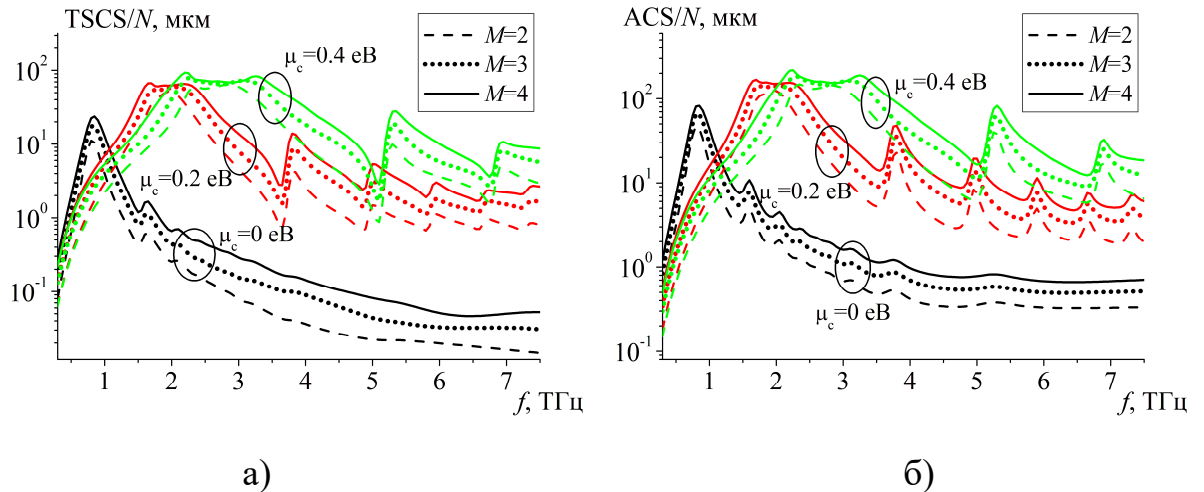 TSCS/N, мкм
M=2
M=3
M=4
μc=0.4 eB
μc=0.2 eB
μc=0 eB
10²
10¹
10⁰
10⁻¹
1 2 3 4 5 6 7
f, ТГц
а)
ACS/N, мкм
M=2
M=3
M=4
μc=0.4 eB
μc=0.2 eB
μc=0 eB
10²
10¹
10⁰
10⁻¹
1 2 3 4 5 6 7
f, ТГц
б)